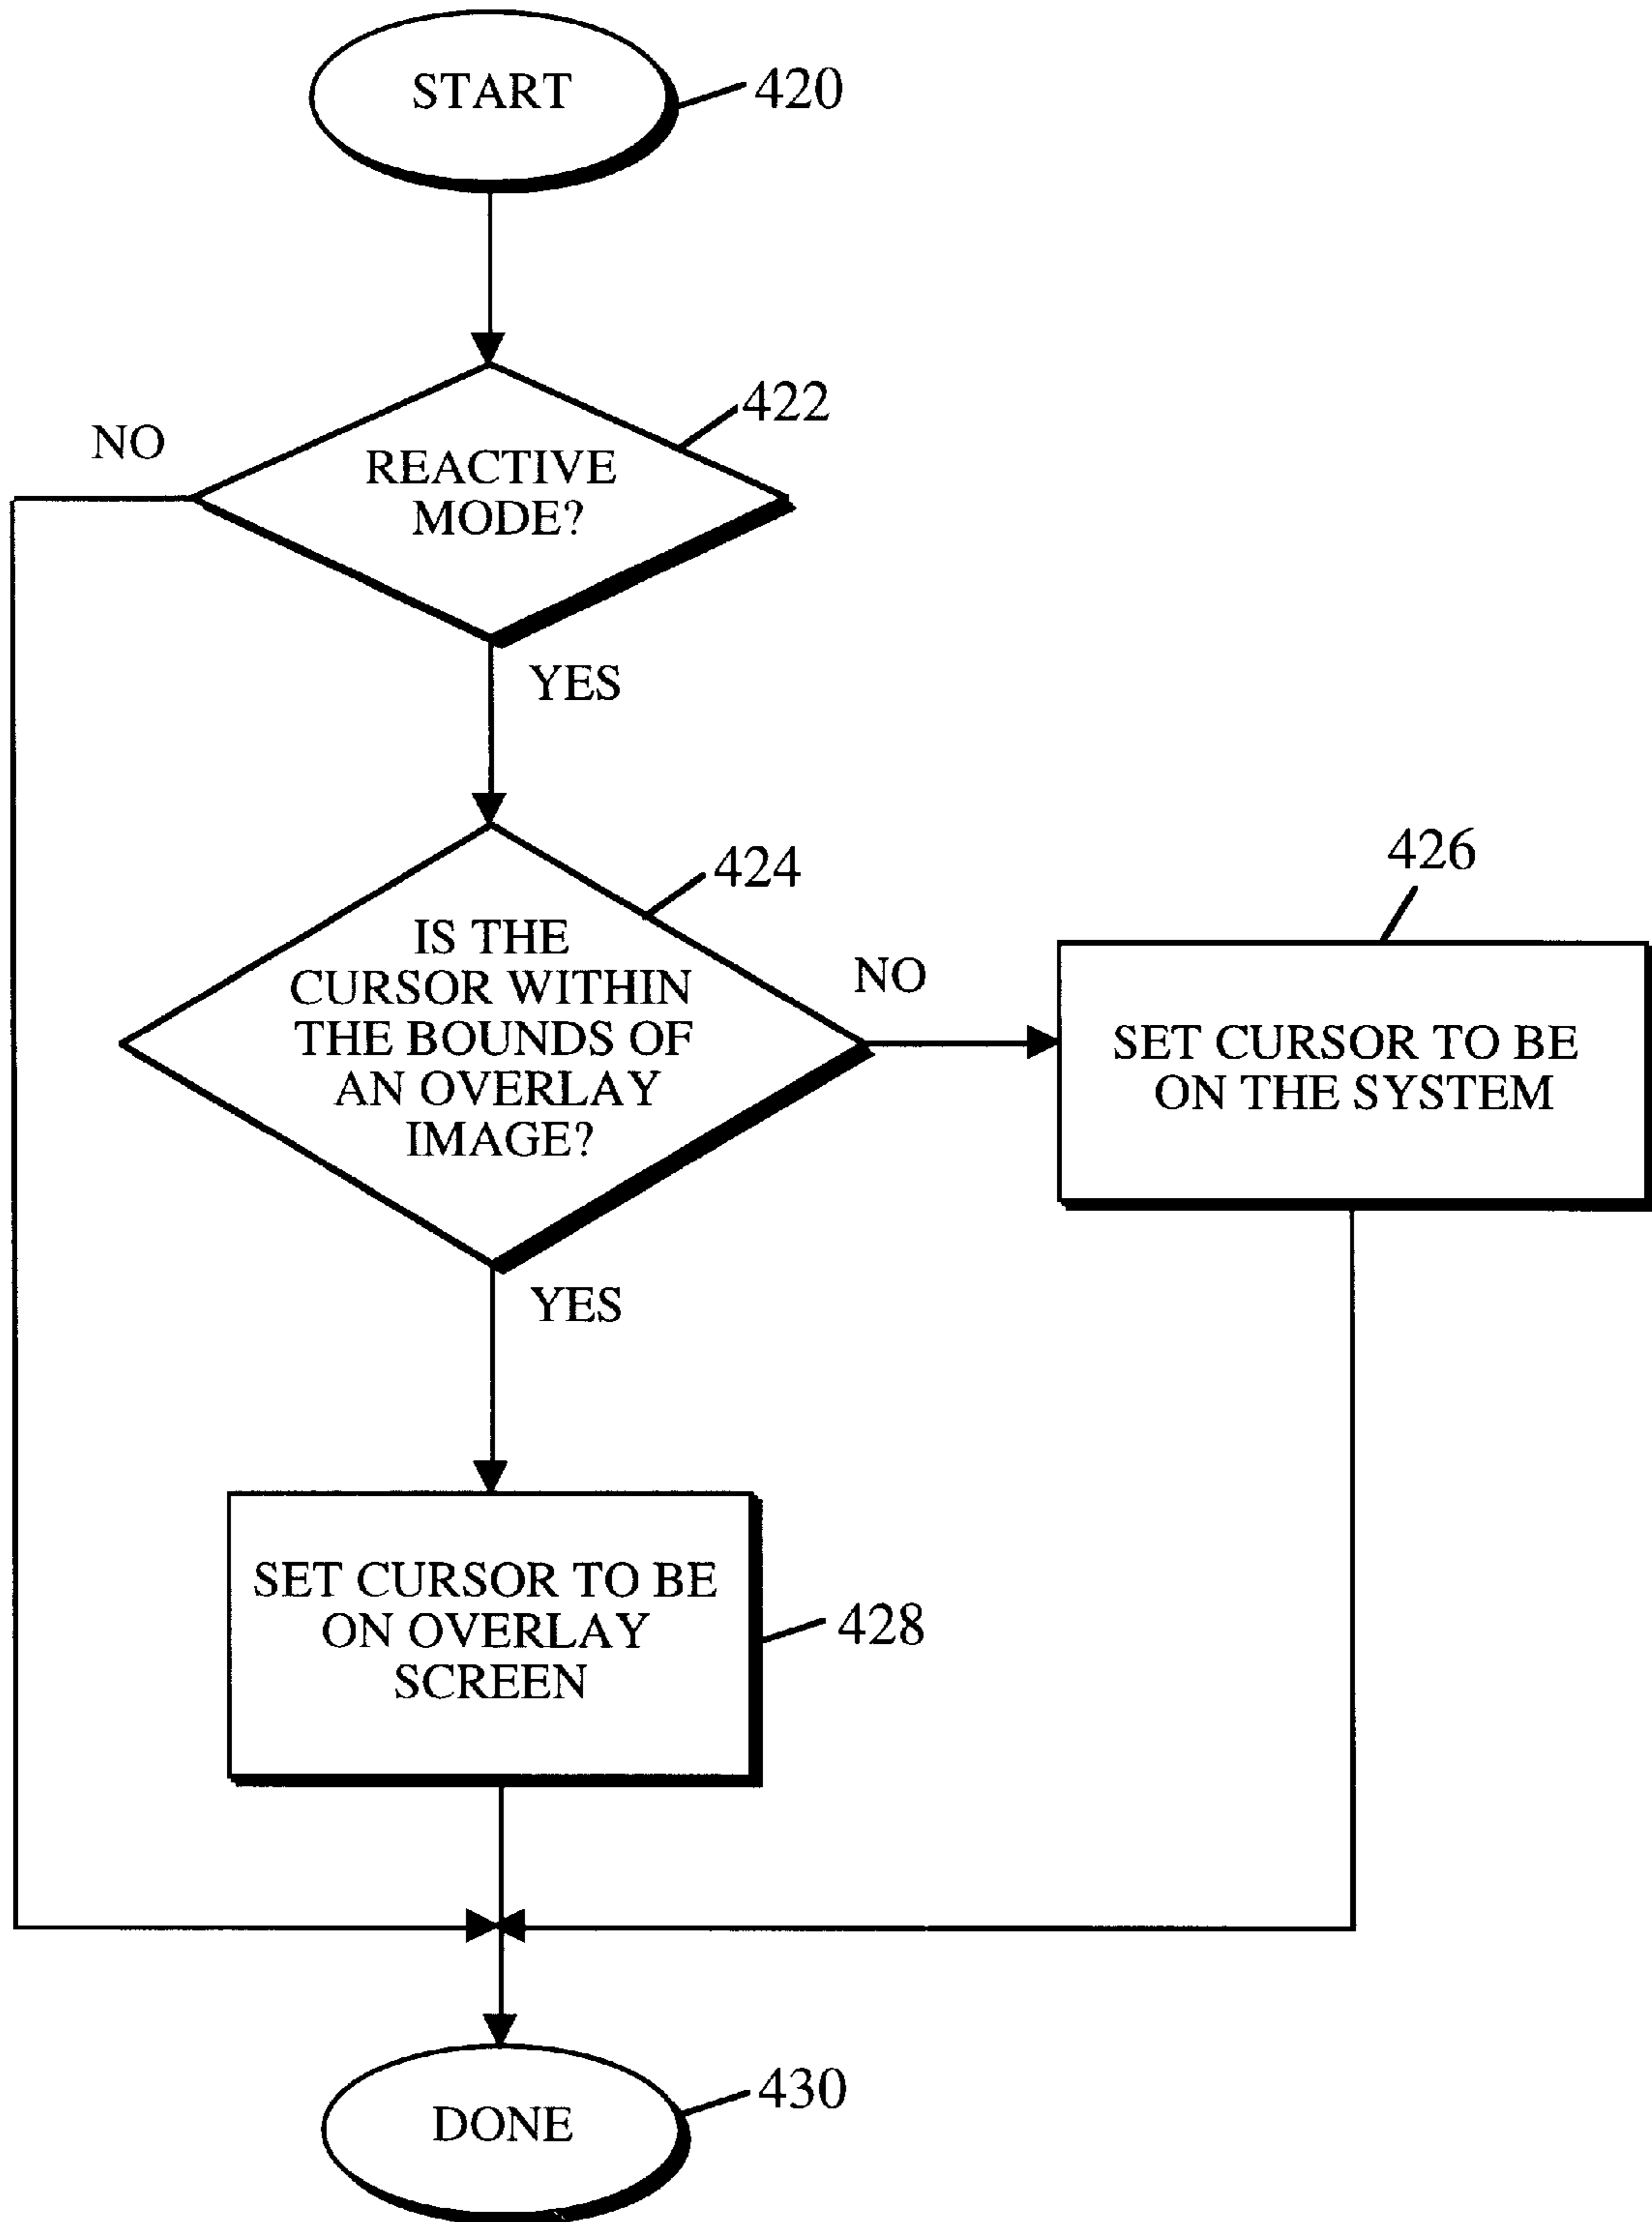 START
420
422
NO
REACTIVE
MODE?
YES
424
426
IS THE
CURSOR WITHIN
THE BOUNDS OF
AN OVERLAY
IMAGE?
NO
SET CURSOR TO BE
ON THE SYSTEM
YES
SET CURSOR TO BE
ON OVERLAY
SCREEN
428
430
DONE